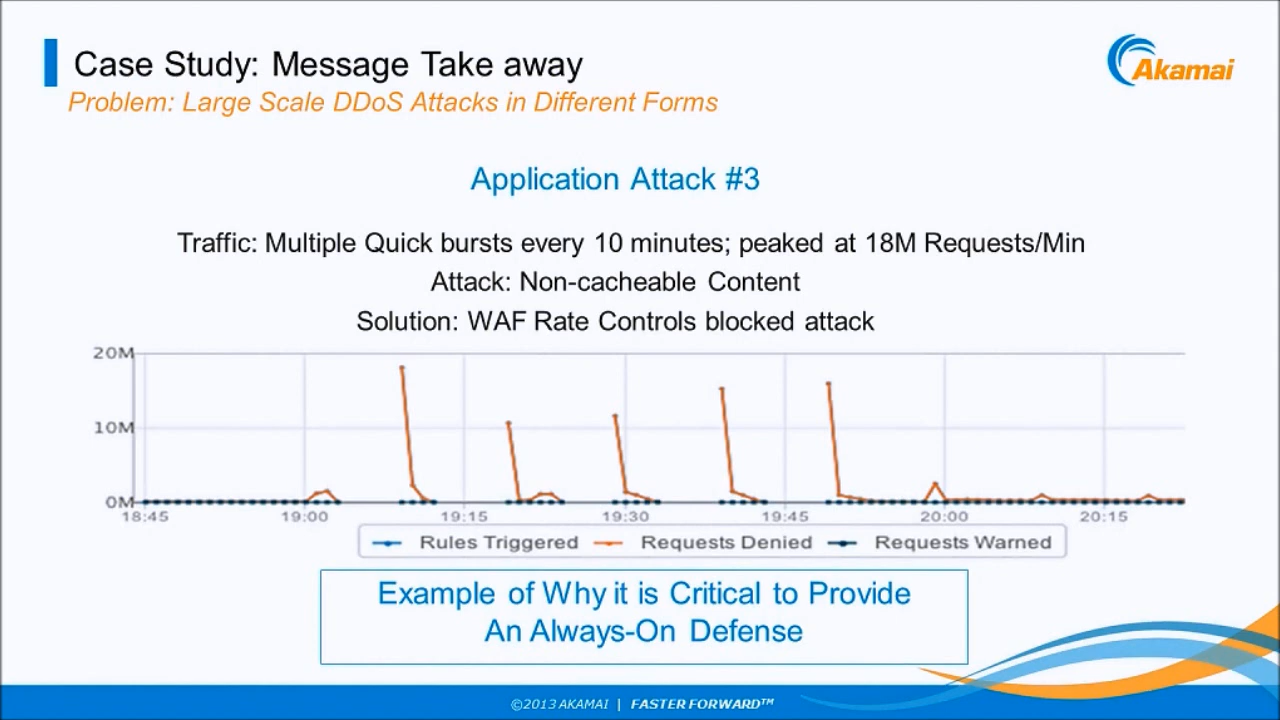 Case Study: Message Take away
Akamai
Problem: Large Scale DDoS Attacks in Different Forms
Application Attack #3
Traffic: Multiple Quick bursts every 10 minutes; peaked at 18M Requests/Min
Attack: Non-cacheable Content
Solution: WAF Rate Controls blocked attack
20M
10M
0M
18:45 19:00 19:15 19:30 19:45 20:00 20:15
Rules Triggered Requests Denied Requests Warned
Example of Why it is Critical to Provide
An Always-On Defense
©2013 AKAMAI | FASTER FORWARD™